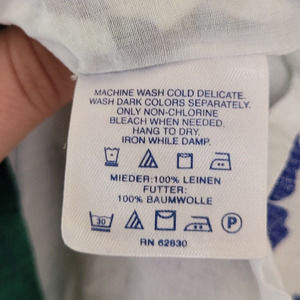 MACHINE WASH COLD DELICATE.
WASH DARK COLORS SEPARATELY.
ONLY NON-CHLORINE
BLEACH WHEN NEEDED,
HANG TO DRY.
IRON WHILE DAMP.
MIEDER:100% LEINEN
FUTTER:
100% BAUMWOLLE
30
P
RN 62830